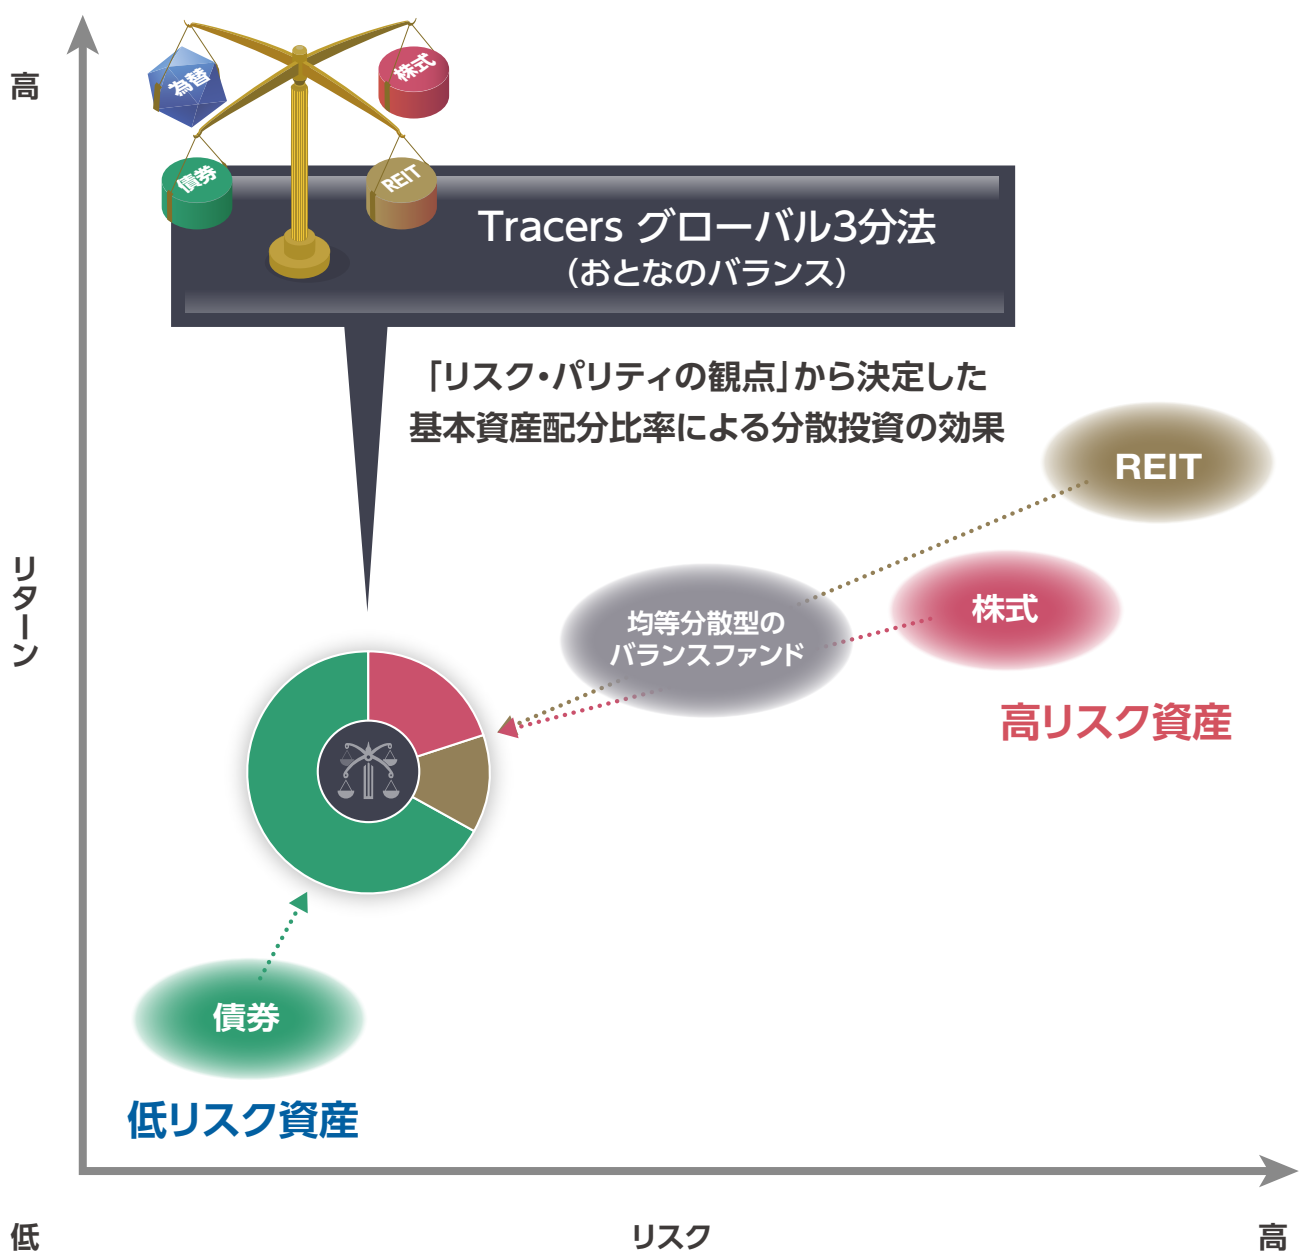 高
為替
株式
債券
REIT
Tracers グローバル3分法
（おとなのバランス）
「リスク・パリティの観点」から決定した
基本資産配分比率による分散投資の効果
REIT
株式
均等分散型の
バランスファンド
高リスク資産
リターン
債券
低リスク資産
低
リスク
高